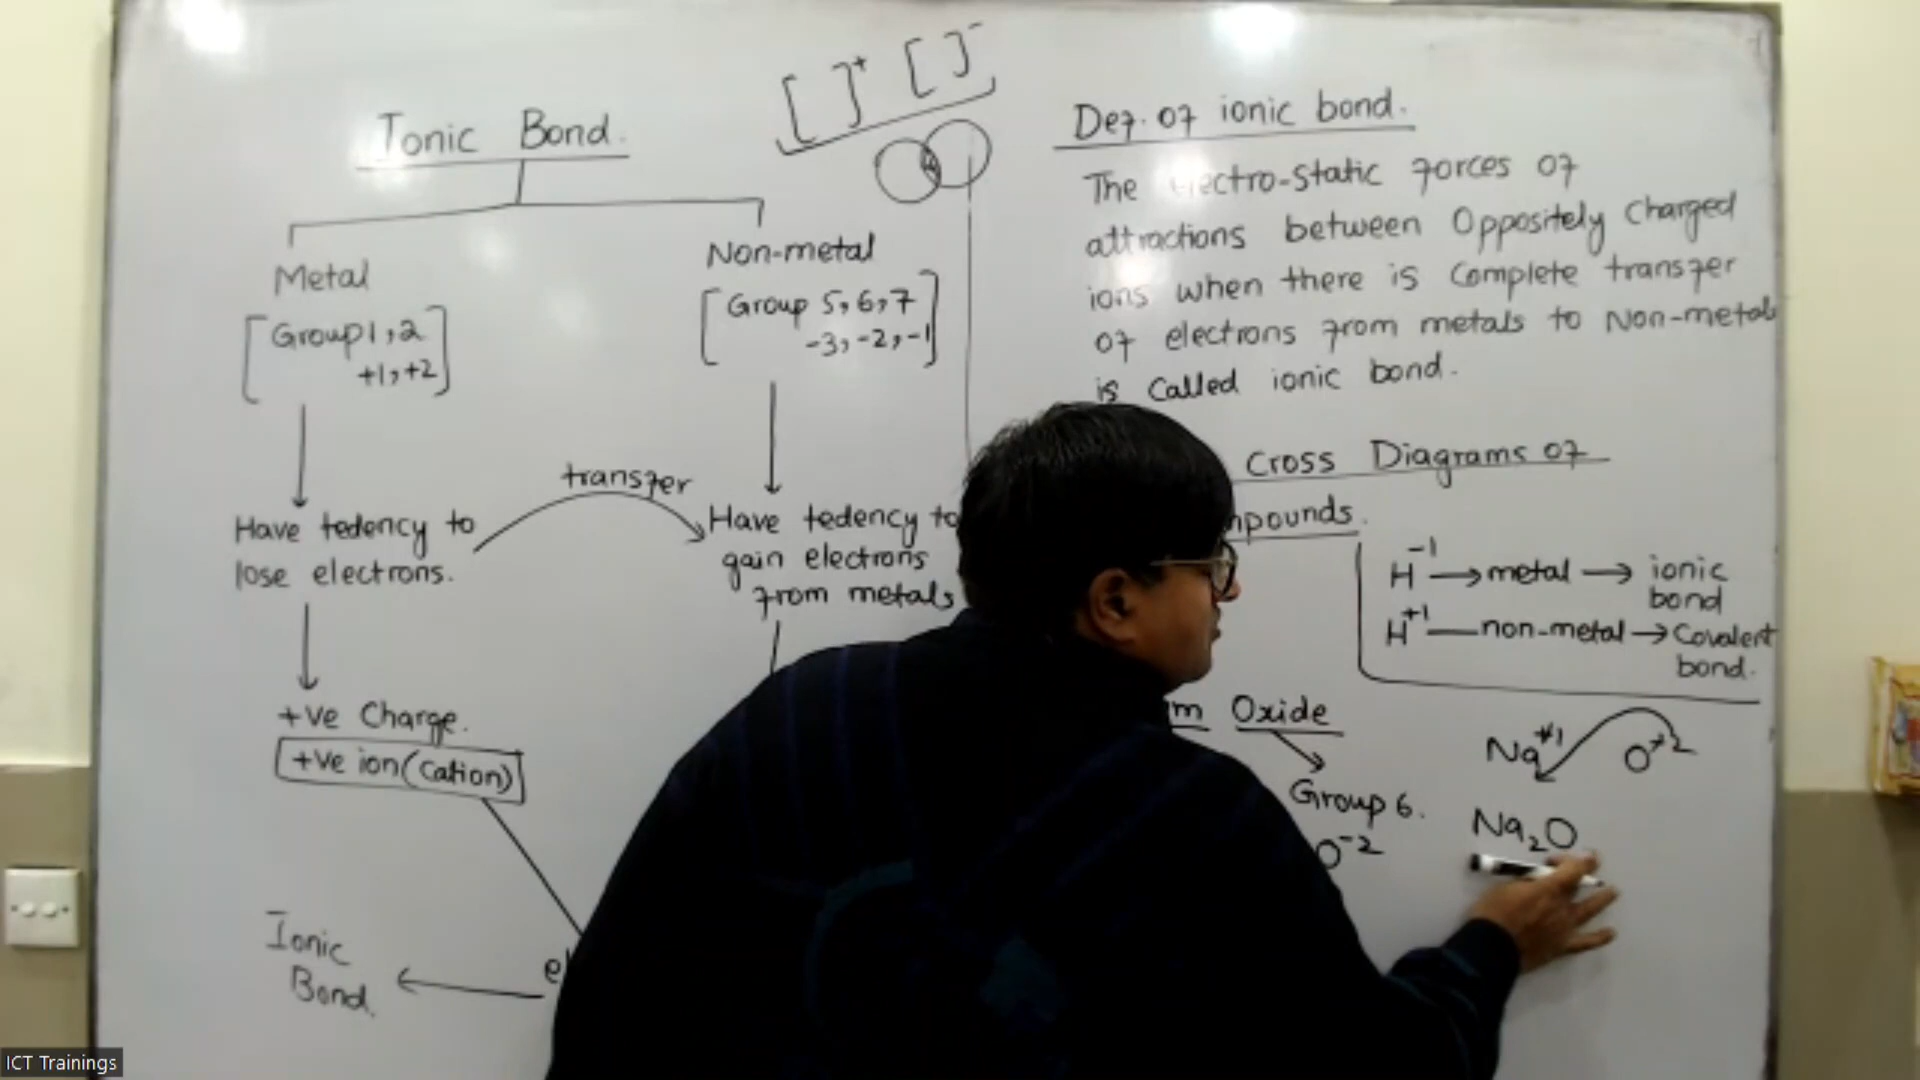 Ionic Bond.
[ ]+ [ ]-
Metal
[Group 1, 2
+1, +2]
Non-metal
[Group 5, 6, 7
-3, -2, -1]
Have tedency to
lose electrons.
transfer
Have tedency to
gain electrons
from metals
+ve Charge.
+ve ion (Cation)
Ionic
Bond.
Def. of ionic bond.
The Electro-Static forces of
attractions between Oppositely Charged
ions when there is Complete transfer
of electrons from metals to Non-metals
is Called ionic bond.
Cross Diagrams of
H-1 → metal → ionic
bond
H+1 — non-metal → Covalent
bond.
Oxide
Group 6.
O-2
Na+1 O+2
Na2O
ICT Trainings